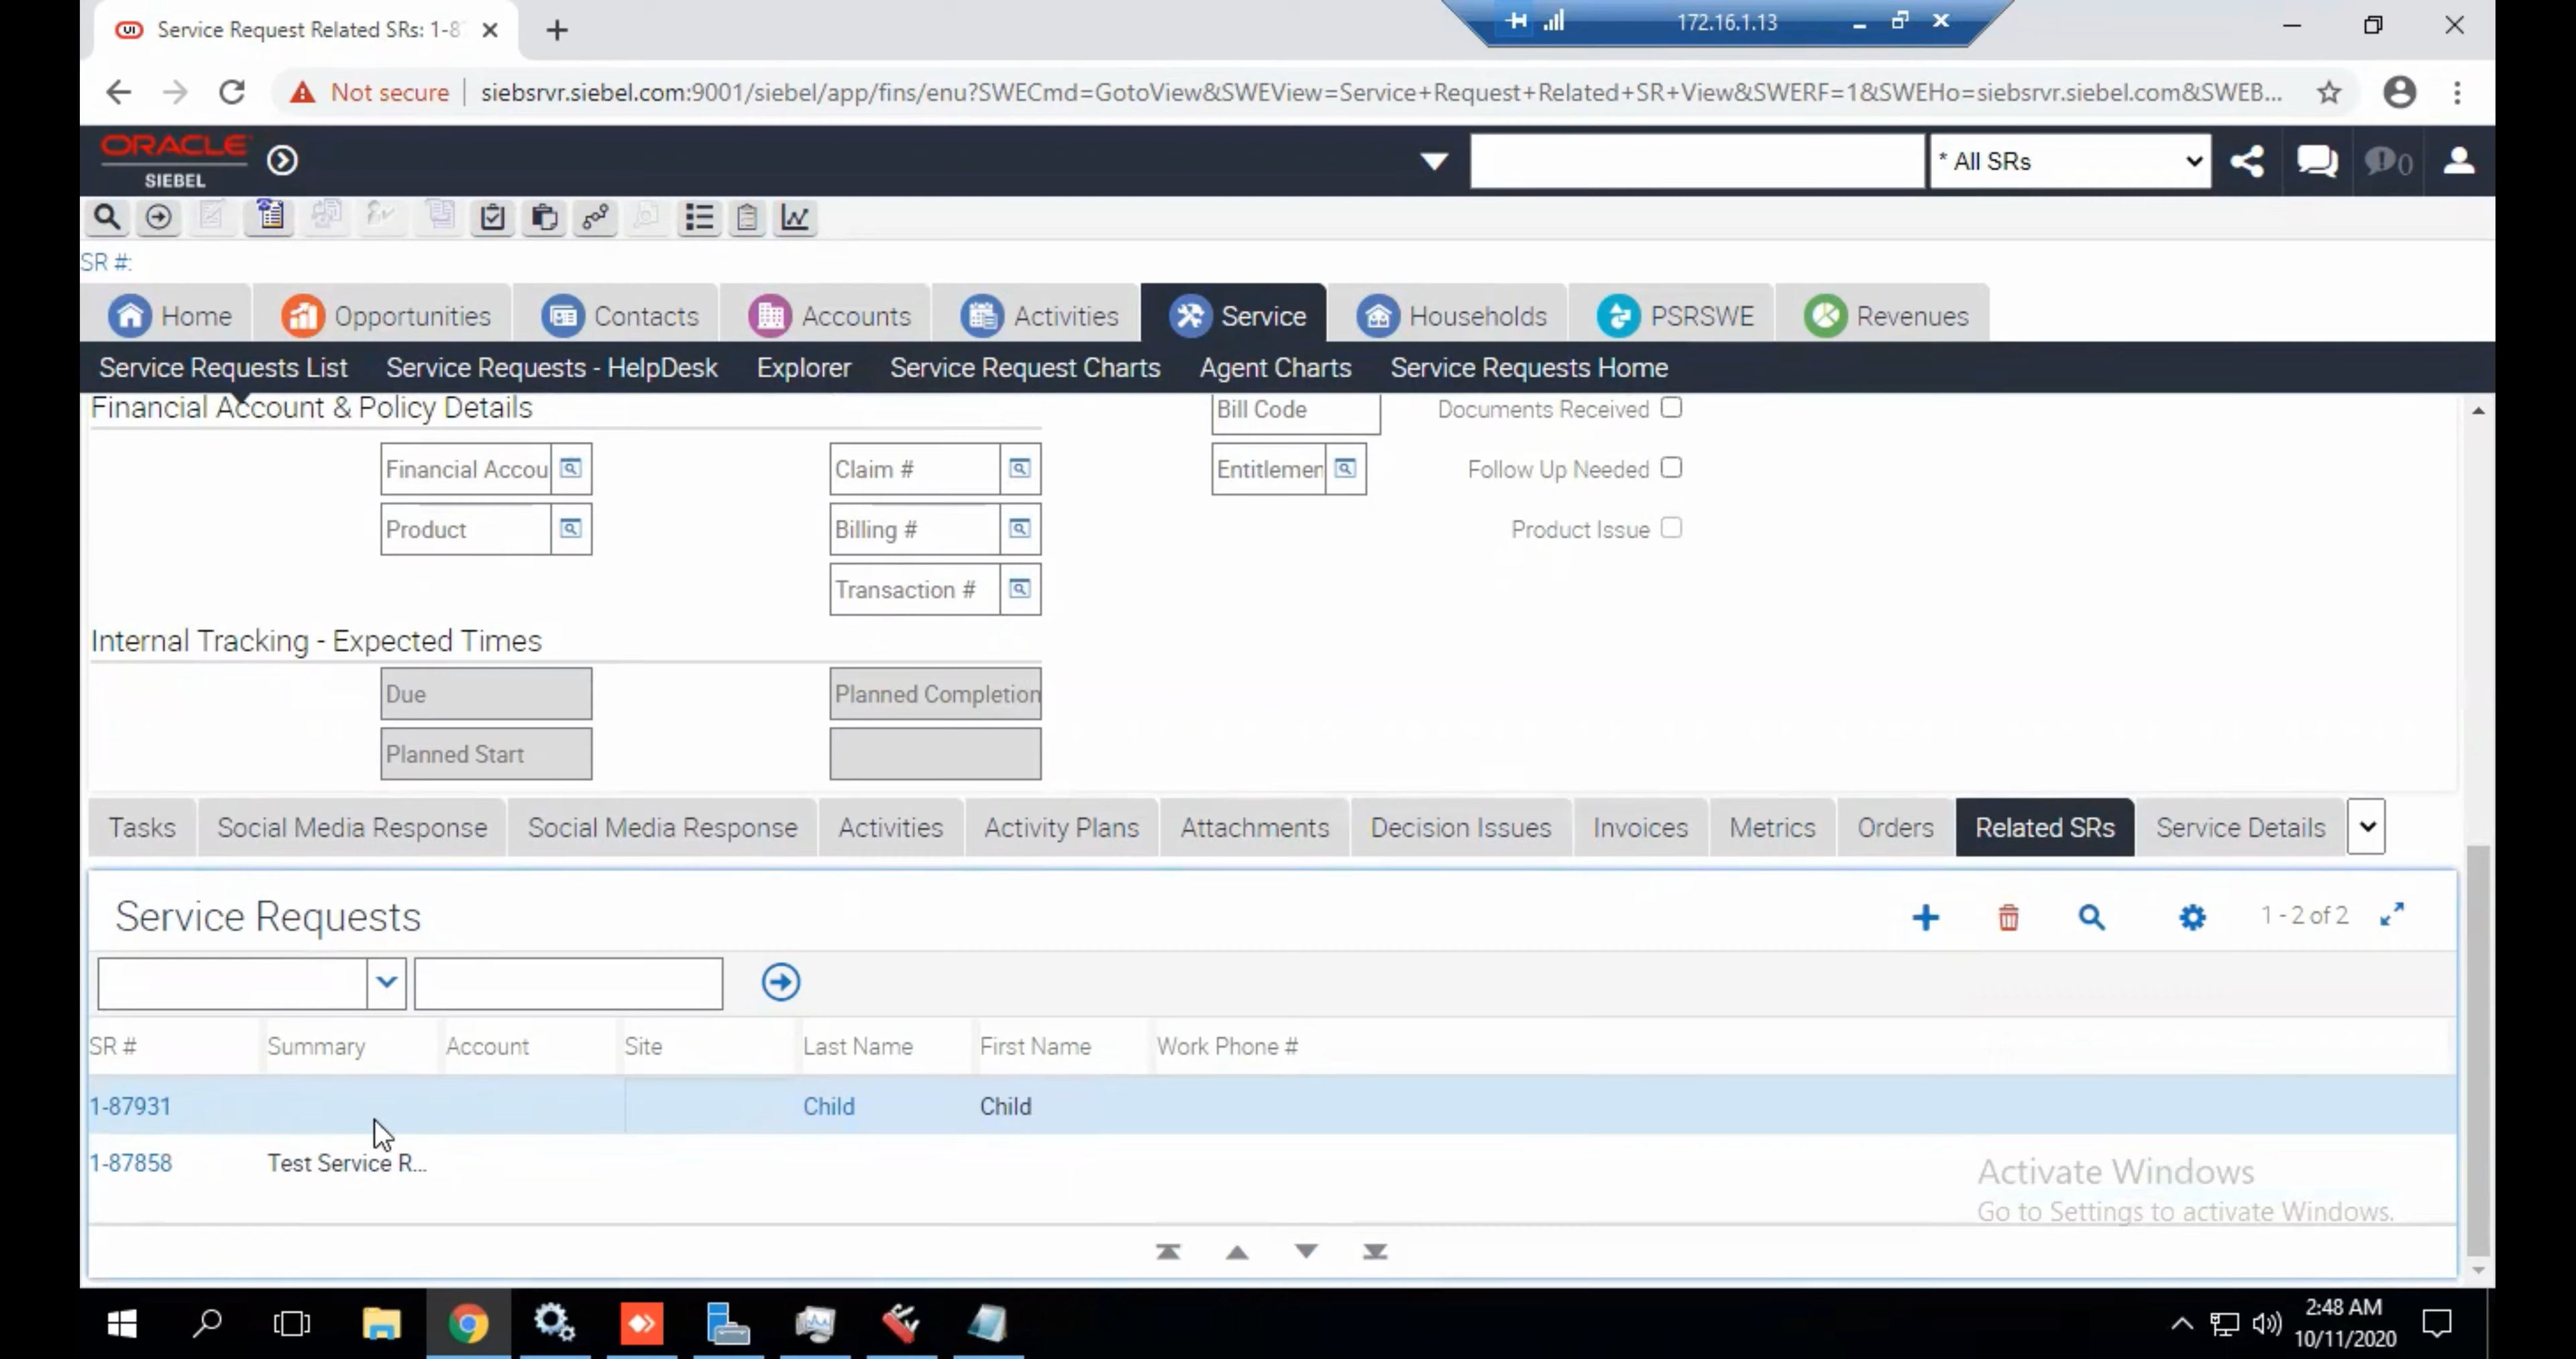 Service Request Related SRs: 1-8
172.16.1.13
Not secure
siebsrvr.siebel.com:9001/siebel/app/fins/enu?SWECmd=GotoView&SWEView=Service+Request+Related+SR+View&SWERF=1&SWEHo=siebsrvr.siebel.com&SWEB...
ORACLE
SIEBEL
* All SRs
0
SR #:
Home Opportunities Contacts Accounts Activities Service Households PSRSWE Revenues
Service Requests List Service Requests - HelpDesk Explorer Service Request Charts Agent Charts Service Requests Home
Financial Account & Policy Details Bill Code Documents Received
Financial Accou Claim # Entitlemen Follow Up Needed
Product Billing # Product Issue
Transaction #
Internal Tracking - Expected Times
Due Planned Completion
Planned Start
Tasks Social Media Response Social Media Response Activities Activity Plans Attachments Decision Issues Invoices Metrics Orders Related SRs Service Details
Service Requests 1 - 2 of 2
SR # Summary Account Site Last Name First Name Work Phone #
1-87931 Child Child
1-87858 Test Service R...
Activate Windows
Go to Settings to activate Windows.
2:48 AM
10/11/2020